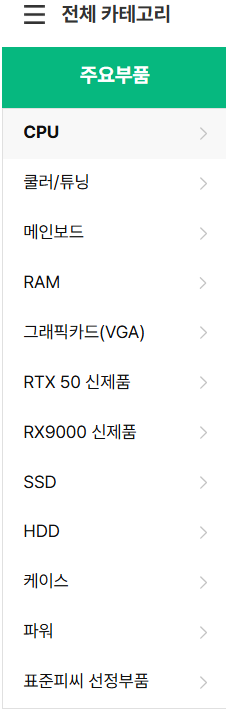 전체 카테고리
주요부품
CPU
쿨러/튜닝
메인보드
RAM
그래픽카드(VGA)
RTX 50 신제품
RX9000 신제품
SSD
HDD
케이스
파워
표준피씨 선정부품